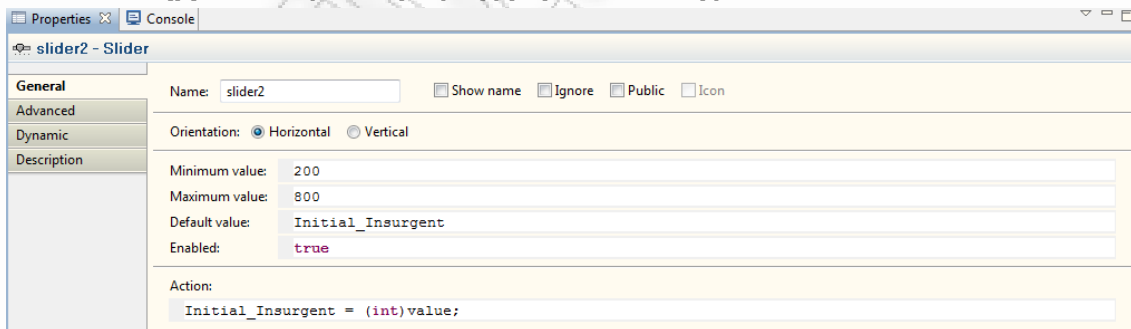 Properties Console
slider2 - Slider
General
Advanced
Dynamic
Description
Name: slider2 Show name Ignore Public Icon
Orientation: Horizontal Vertical
Minimum value: 200
Maximum value: 800
Default value: Initial_Insurgent
Enabled: true
Action:
Initial_Insurgent = (int)value;